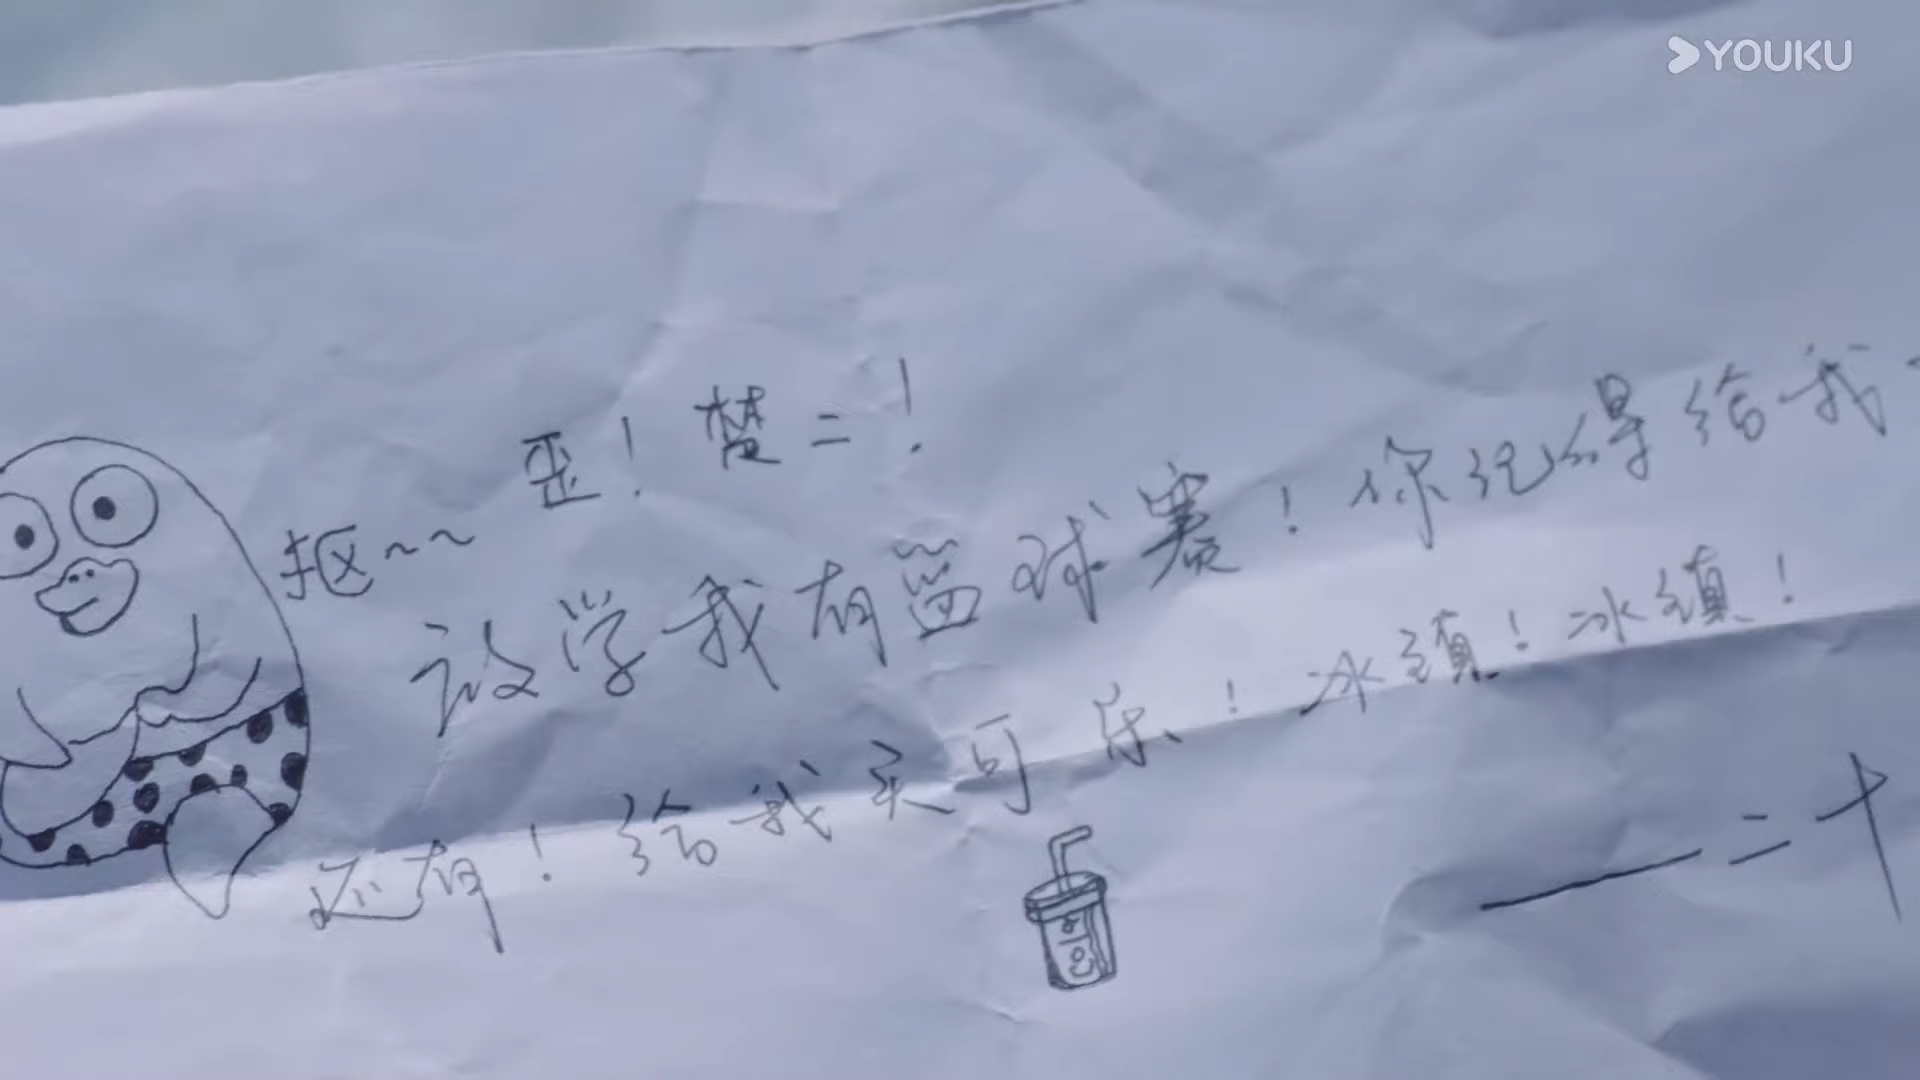 YOUKU
歪！楚二！
抠~~
放学我有篮球赛！你记得给我
还有！给我买可乐！冰镇！冰镇！
——二十